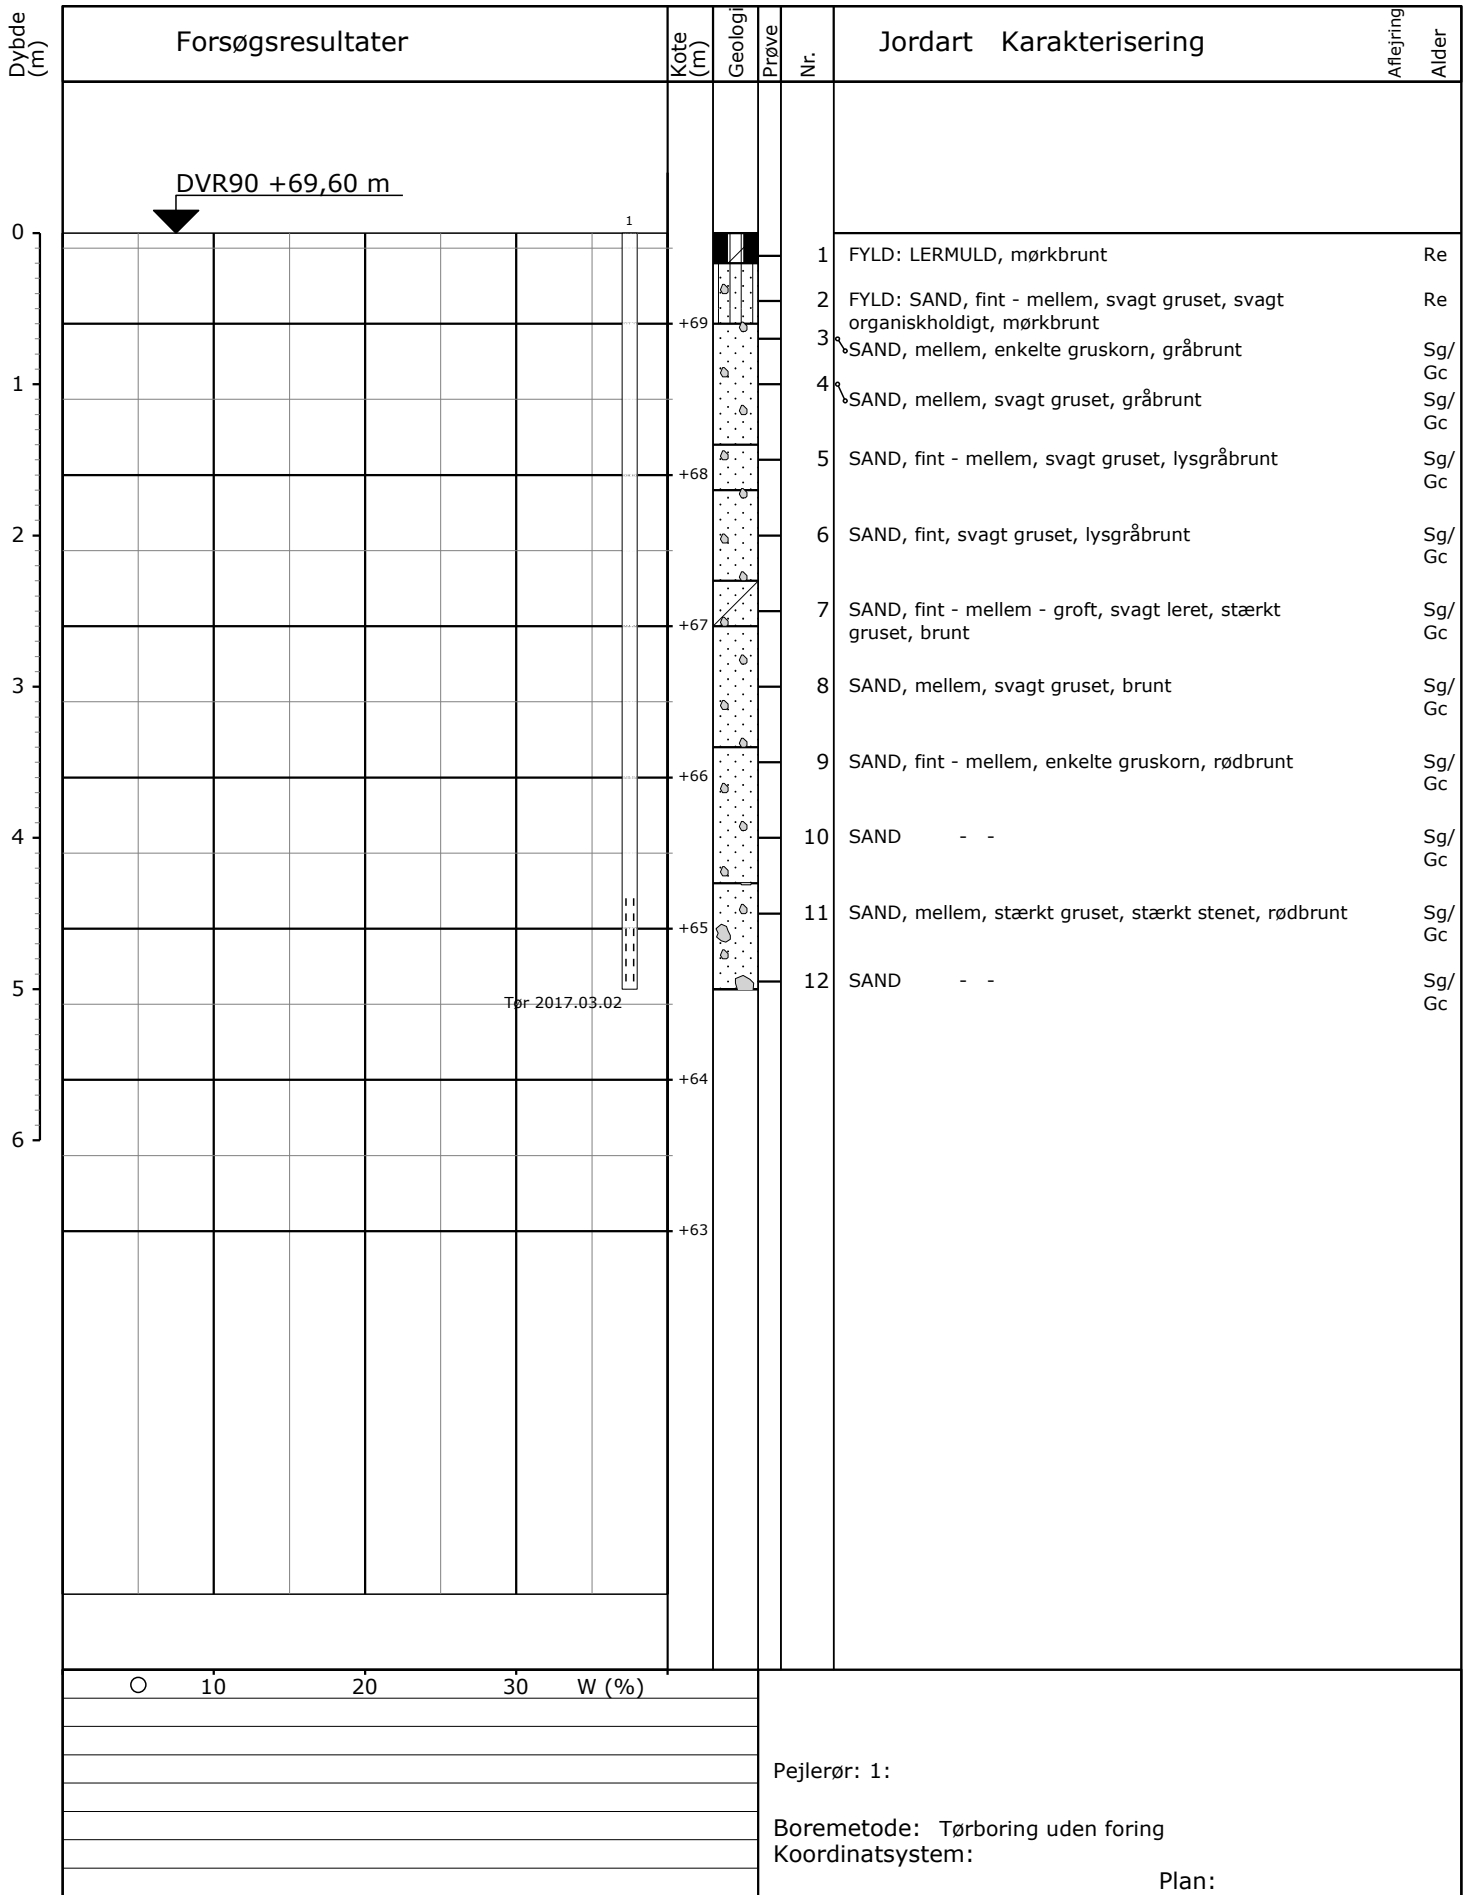 Dybde (m)
Forsøgsresultater
Kote (m)
Geologi
Prøve
Nr.
Jordart Karakterisering
Aflejring
Alder
DVR90 +69,60 m
1
0
1 FYLD: LERMULD, mørkbrunt Re
2 FYLD: SAND, fint - mellem, svagt gruset, svagt Re
organiskholdigt, mørkbrunt
+69
3 SAND, mellem, enkelte gruskorn, gråbrunt Sg/
Gc
1
4 SAND, mellem, svagt gruset, gråbrunt Sg/
Gc
5 SAND, fint - mellem, svagt gruset, lysgråbrunt Sg/
Gc
+68
2
6 SAND, fint, svagt gruset, lysgråbrunt Sg/
Gc
7 SAND, fint - mellem - groft, svagt leret, stærkt Sg/
gruset, brunt Gc
+67
3
8 SAND, mellem, svagt gruset, brunt Sg/
Gc
9 SAND, fint - mellem, enkelte gruskorn, rødbrunt Sg/
Gc
+66
4
10 SAND - - Sg/
Gc
11 SAND, mellem, stærkt gruset, stærkt stenet, rødbrunt Sg/
Gc
+65
5
12 SAND - - Sg/
Gc
Tør 2017.03.02
+64
6
+63
10 20 30 W (%)
Pejlerør: 1:
Boremetode: Tørboring uden foring
Koordinatsystem:
Plan: